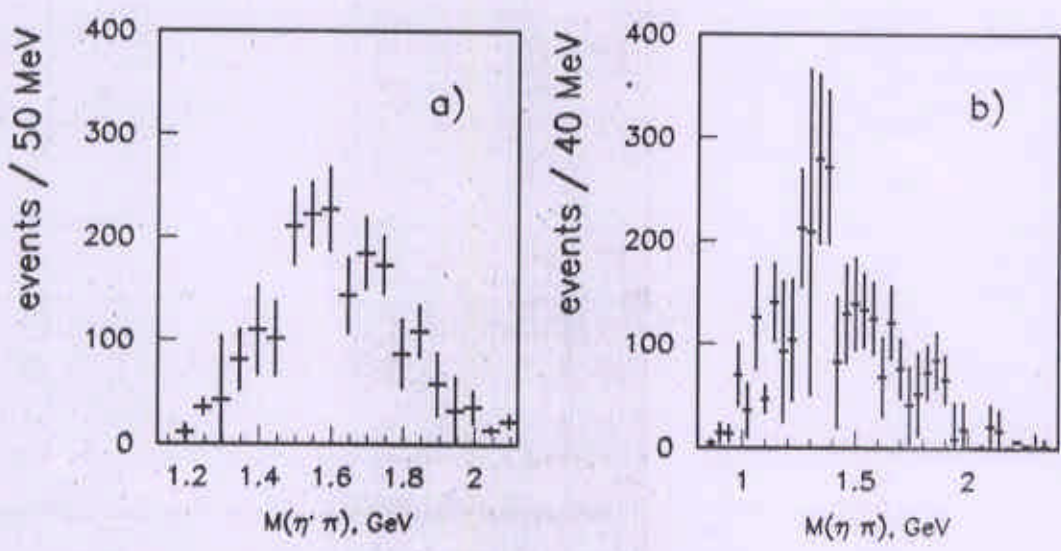 events / 50 MeV
400
300
200
100
0
a)
1.2 1.4 1.6 1.8 2
M(η' π), GeV
events / 40 MeV
400
300
200
100
0
b)
1 1.5 2
M(η π), GeV